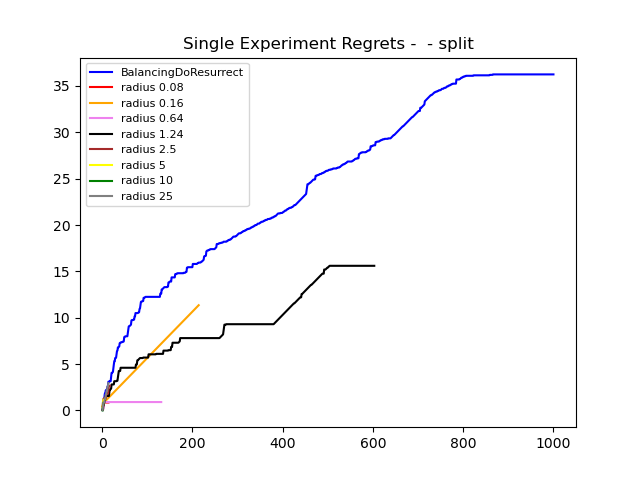 Single Experiment Regrets -  - split
BalancingDoResurrect
radius 0.08
radius 0.16
radius 0.64
radius 1.24
radius 2.5
radius 5
radius 10
radius 25
35
30
25
20
15
10
5
0
0 200 400 600 800 1000